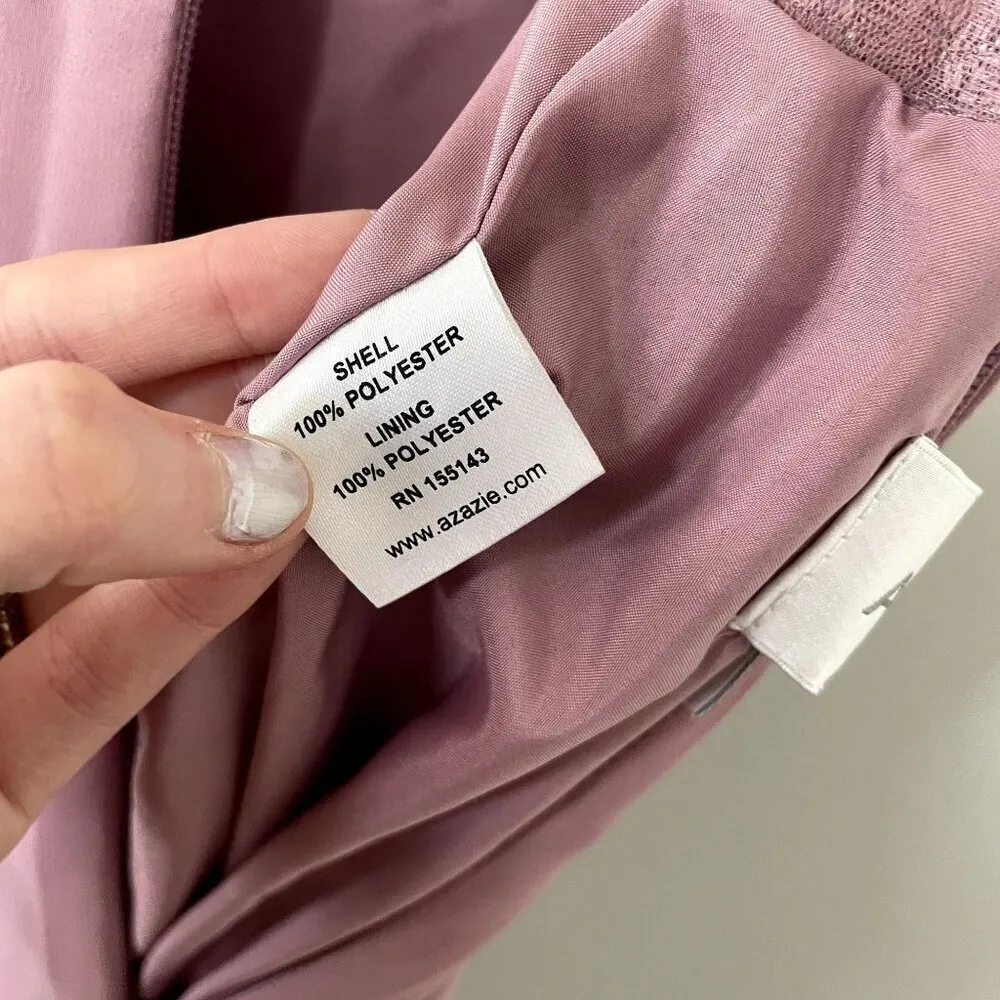 SHELL
100% POLYESTER
LINING
100% POLYESTER
RN 155143
www.azazie.com